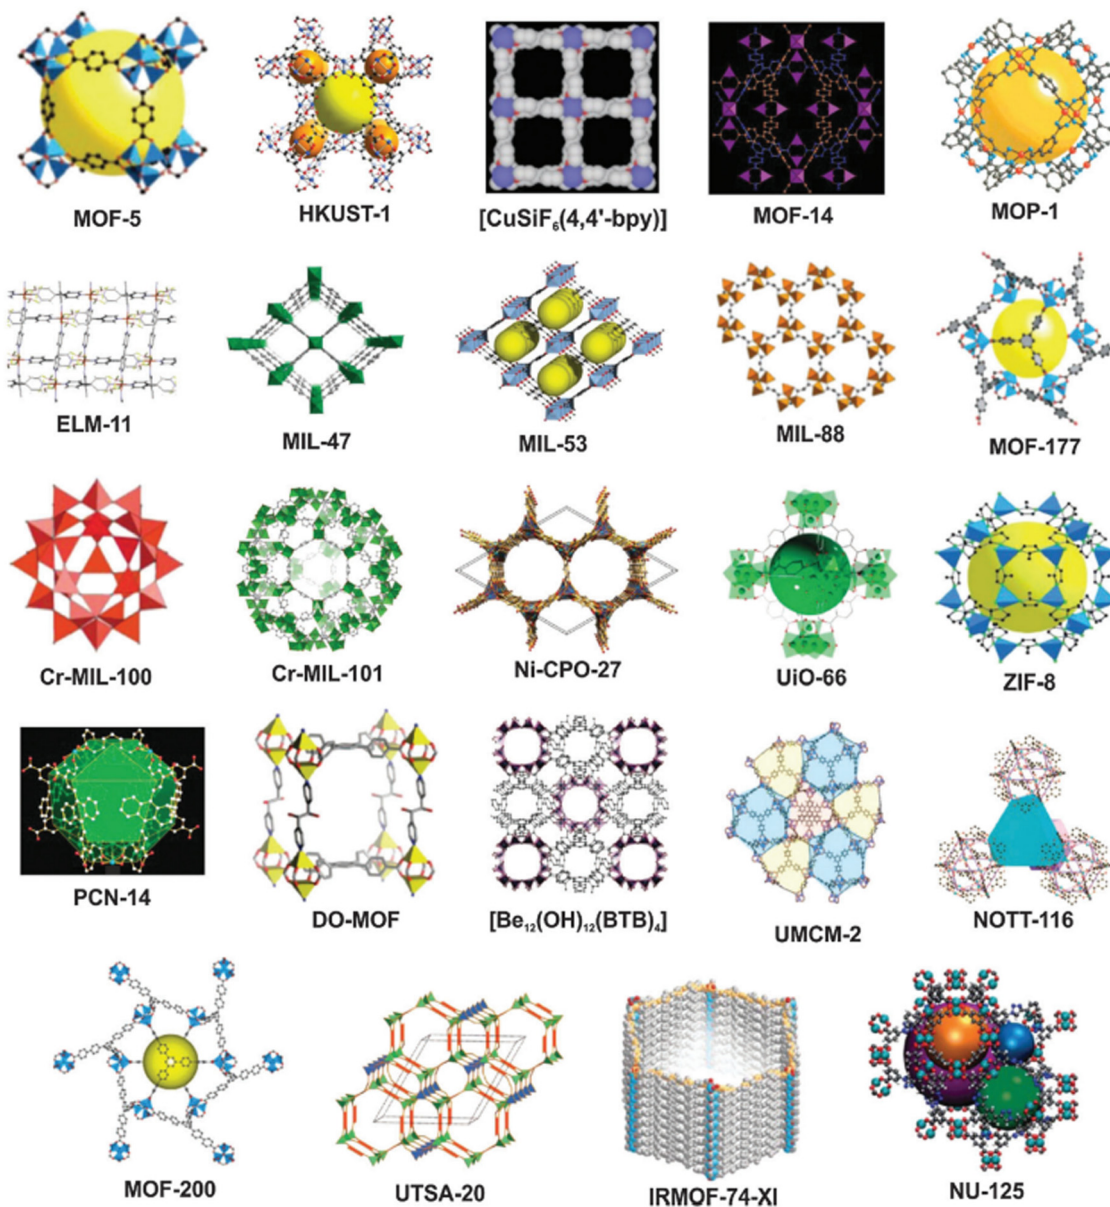 MOF-5
HKUST-1
[CuSiF₆(4,4'-bpy)]
MOF-14
MOP-1
ELM-11
MIL-47
MIL-53
MIL-88
MOF-177
Cr-MIL-100
Cr-MIL-101
Ni-CPO-27
UiO-66
ZIF-8
PCN-14
DO-MOF
[Be₁₂(OH)₁₂(BTB)₄]
UMCM-2
NOTT-116
MOF-200
UTSA-20
IRMOF-74-XI
NU-125